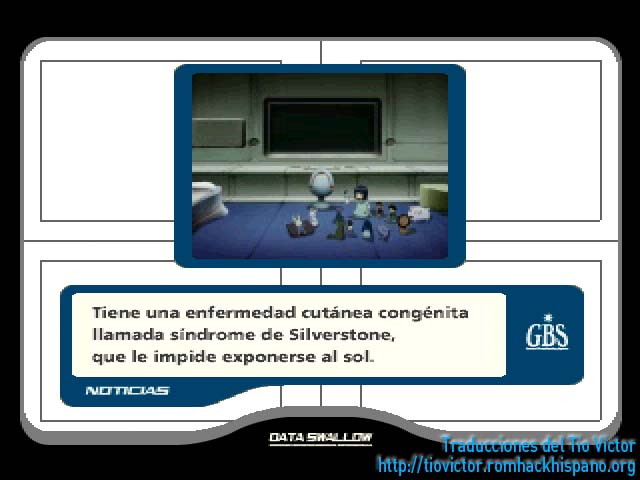 Tiene una enfermedad cutánea congénita
llamada síndrome de Silverstone,
que le impide exponerse al sol.
GBS
NOTICIAS
DATA SWALLOW
Traducciones del Tio Victor
http://tiovictor.romhackhispano.org